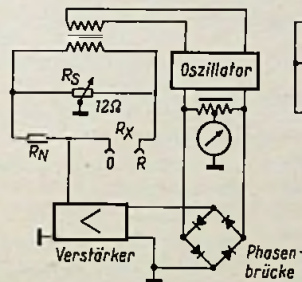 Oszillator
R_S
12Ω
R_X
R_N
0
R
<
Verstärker
Phasen-
brücke